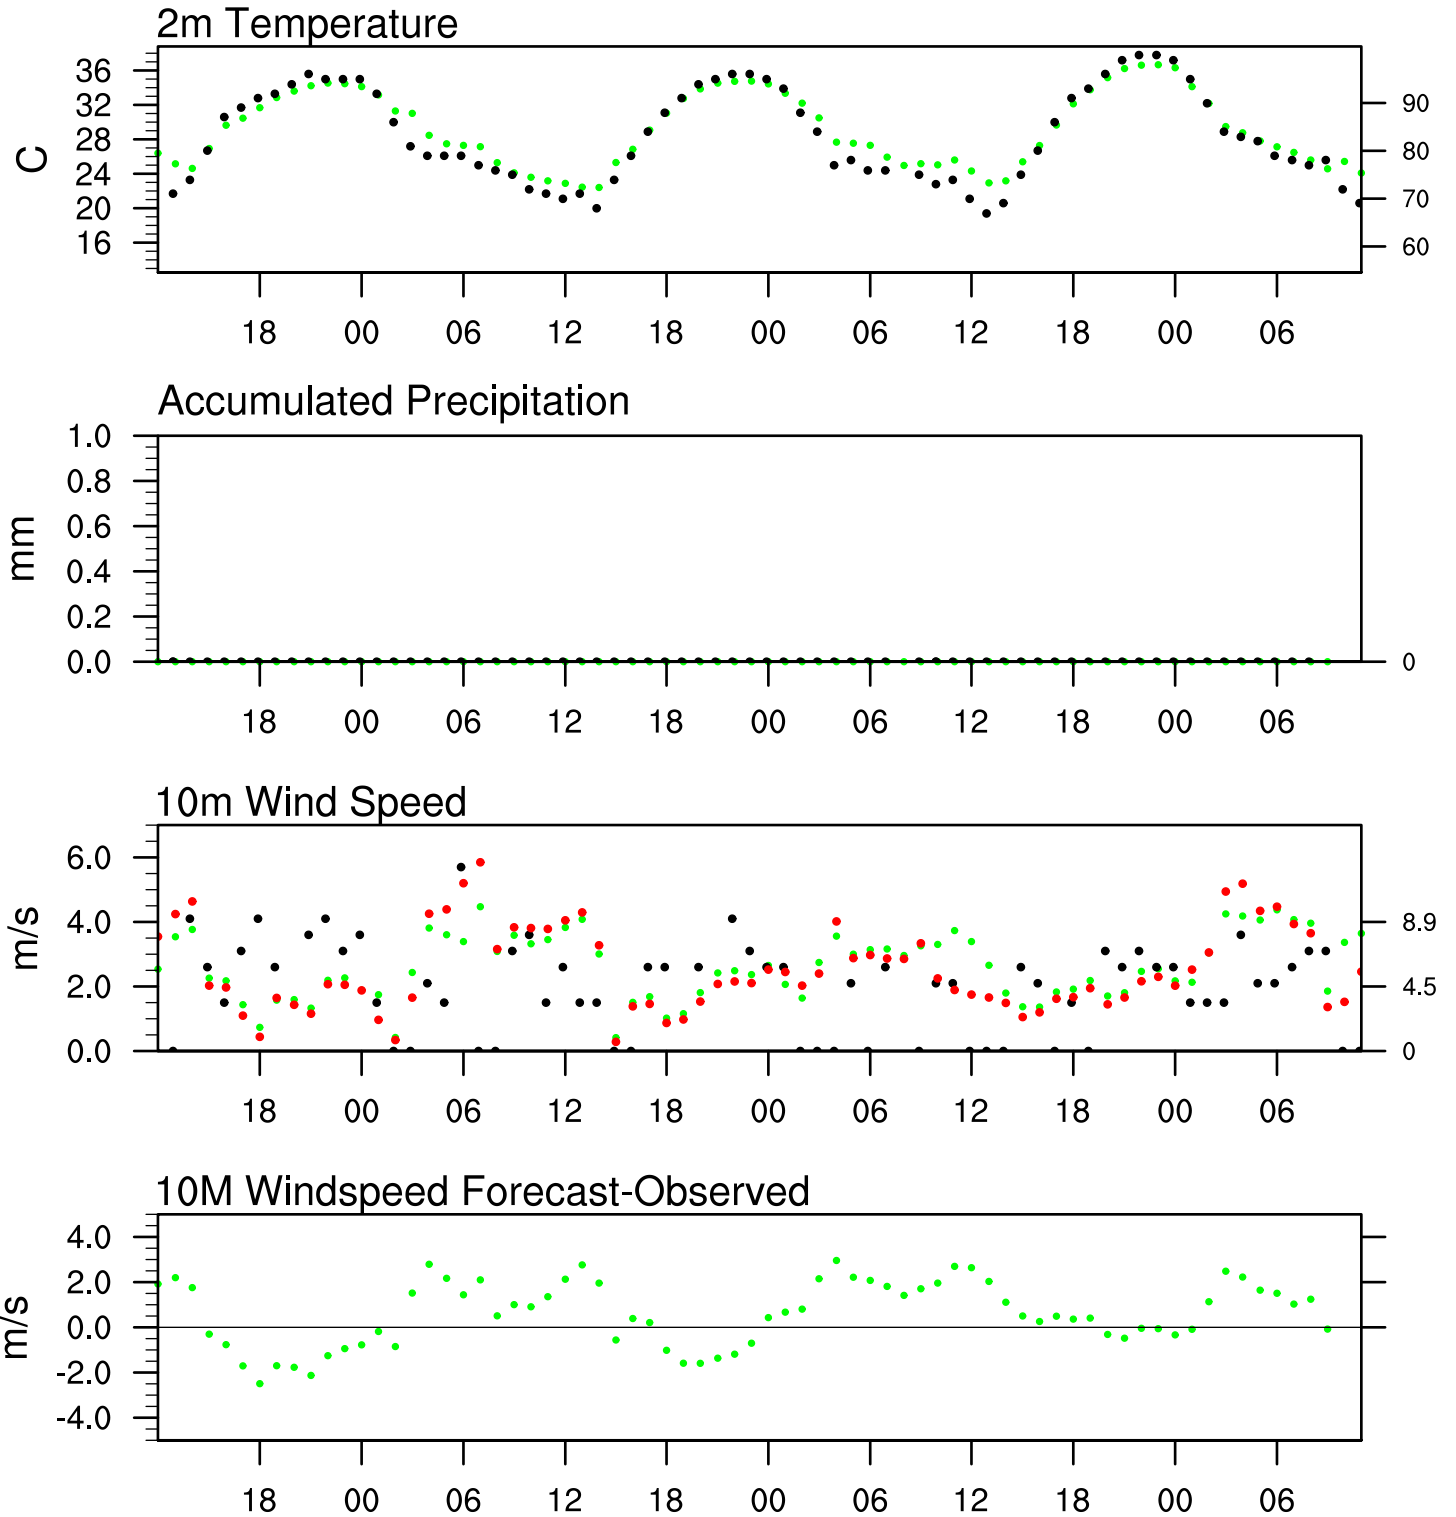 2m Temperature
36
32
28
24
20
16
C
90
80
70
60
18 00 06 12 18 00 06 12 18 00 06
Accumulated Precipitation
1.0
0.8
0.6
0.4
0.2
0.0
mm
0
18 00 06 12 18 00 06 12 18 00 06
10m Wind Speed
6.0
4.0
2.0
0.0
m/s
8.9
4.5
0
18 00 06 12 18 00 06 12 18 00 06
10M Windspeed Forecast-Observed
4.0
2.0
0.0
-2.0
-4.0
m/s
18 00 06 12 18 00 06 12 18 00 06